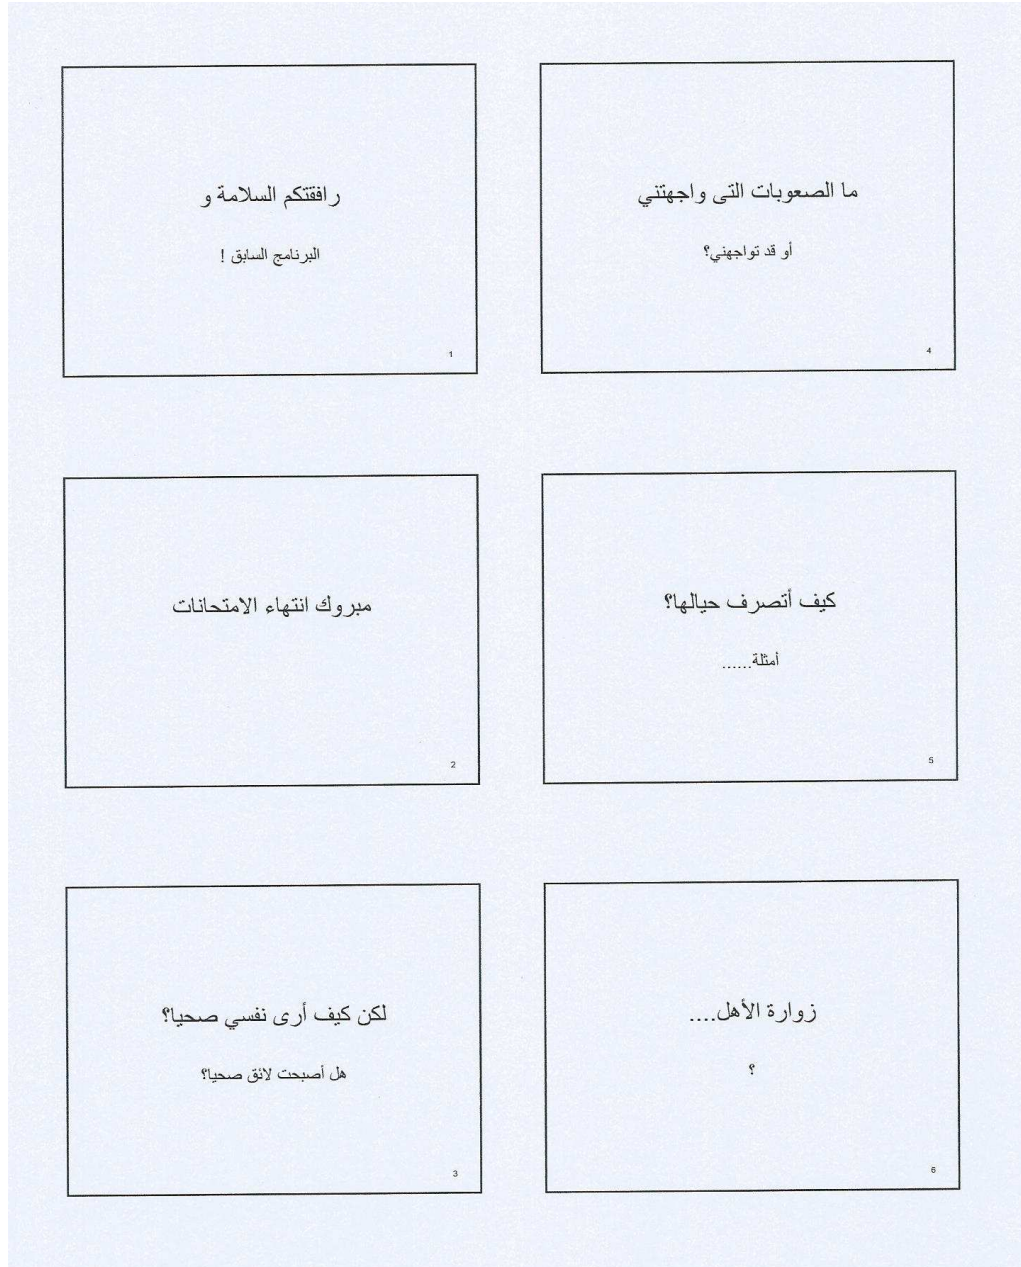 رافقتكم السلامة و
البرنامج السابق !
1
مبروك انتهاء الامتحانات
2
لكن كيف أرى نفسي صحيا؟
هل أصبحت لائق صحيا؟
3
ما الصعوبات التى واجهتني
أو قد تواجهني؟
4
كيف أتصرف حيالها؟
أمثلة......
5
زوارة الأهل....
؟
6